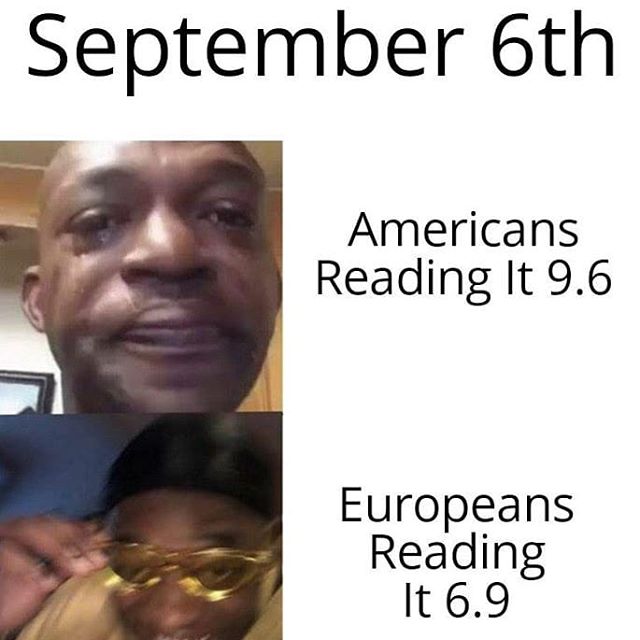 September 6th
Americans
Reading It 9.6
Europeans
Reading
It 6.9